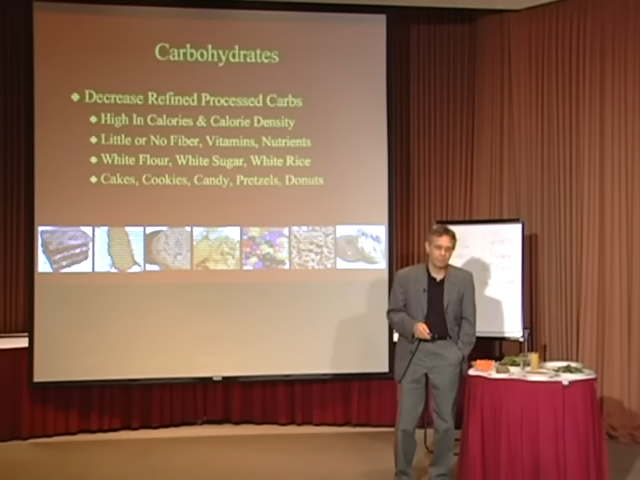 Carbohydrates
Decrease Refined Processed Carbs
High In Calories & Calorie Density
Little or No Fiber, Vitamins, Nutrients
White Flour, White Sugar, White Rice
Cakes, Cookies, Candy, Pretzels, Donuts